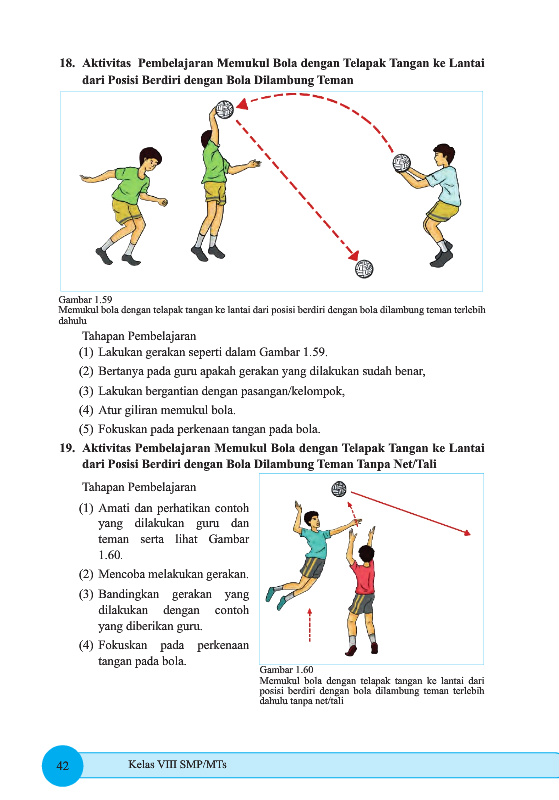 18. Aktivitas Pembelajaran Memukul Bola dengan Telapak Tangan ke Lantai
dari Posisi Berdiri dengan Bola Dilambung Teman
Gambar 1.59
Memukul bola dengan telapak tangan ke lantai dari posisi berdiri dengan bola dilambung teman terlebih
dahulu
Tahapan Pembelajaran
(1) Lakukan gerakan seperti dalam Gambar 1.59.
(2) Bertanya pada guru apakah gerakan yang dilakukan sudah benar,
(3) Lakukan bergantian dengan pasangan/kelompok,
(4) Atur giliran memukul bola.
(5) Fokuskan pada perkenaan tangan pada bola.
19. Aktivitas Pembelajaran Memukul Bola dengan Telapak Tangan ke Lantai
dari Posisi Berdiri dengan Bola Dilambung Teman Tanpa Net/Tali
Tahapan Pembelajaran
(1) Amati dan perhatikan contoh
yang dilakukan guru dan
teman serta lihat Gambar
1.60.
(2) Mencoba melakukan gerakan.
(3) Bandingkan gerakan yang
dilakukan dengan contoh
yang diberikan guru.
(4) Fokuskan pada perkenaan
tangan pada bola.
Gambar 1.60
Memukul bola dengan telapak tangan ke lantai dari
posisi berdiri dengan bola dilambung teman terlebih
dahulu tanpa net/tali
42
Kelas VIII SMP/MTs